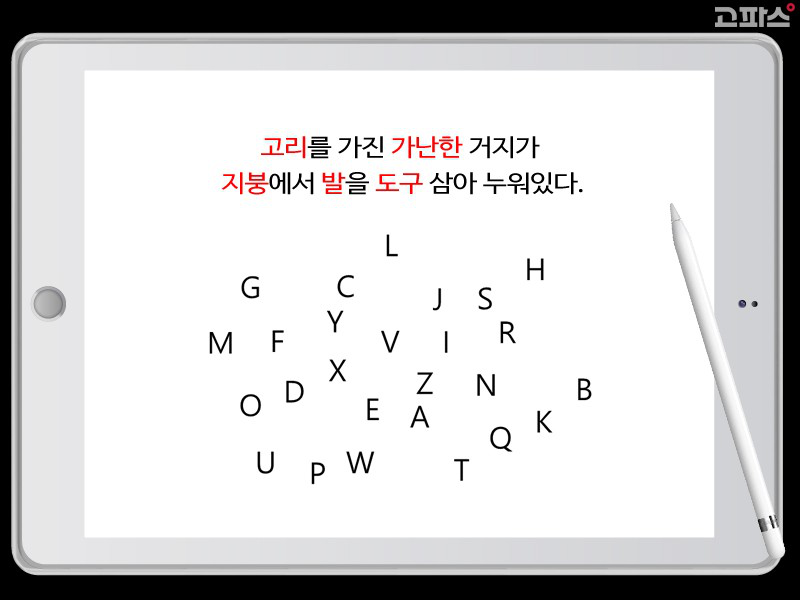 고파스
고리를 가진 가난한 거지가
지붕에서 발을 도구 삼아 누워있다.
L
H
G C J S
Y
M F V I R
X
D Z N B
O E A K
Q
U P W T